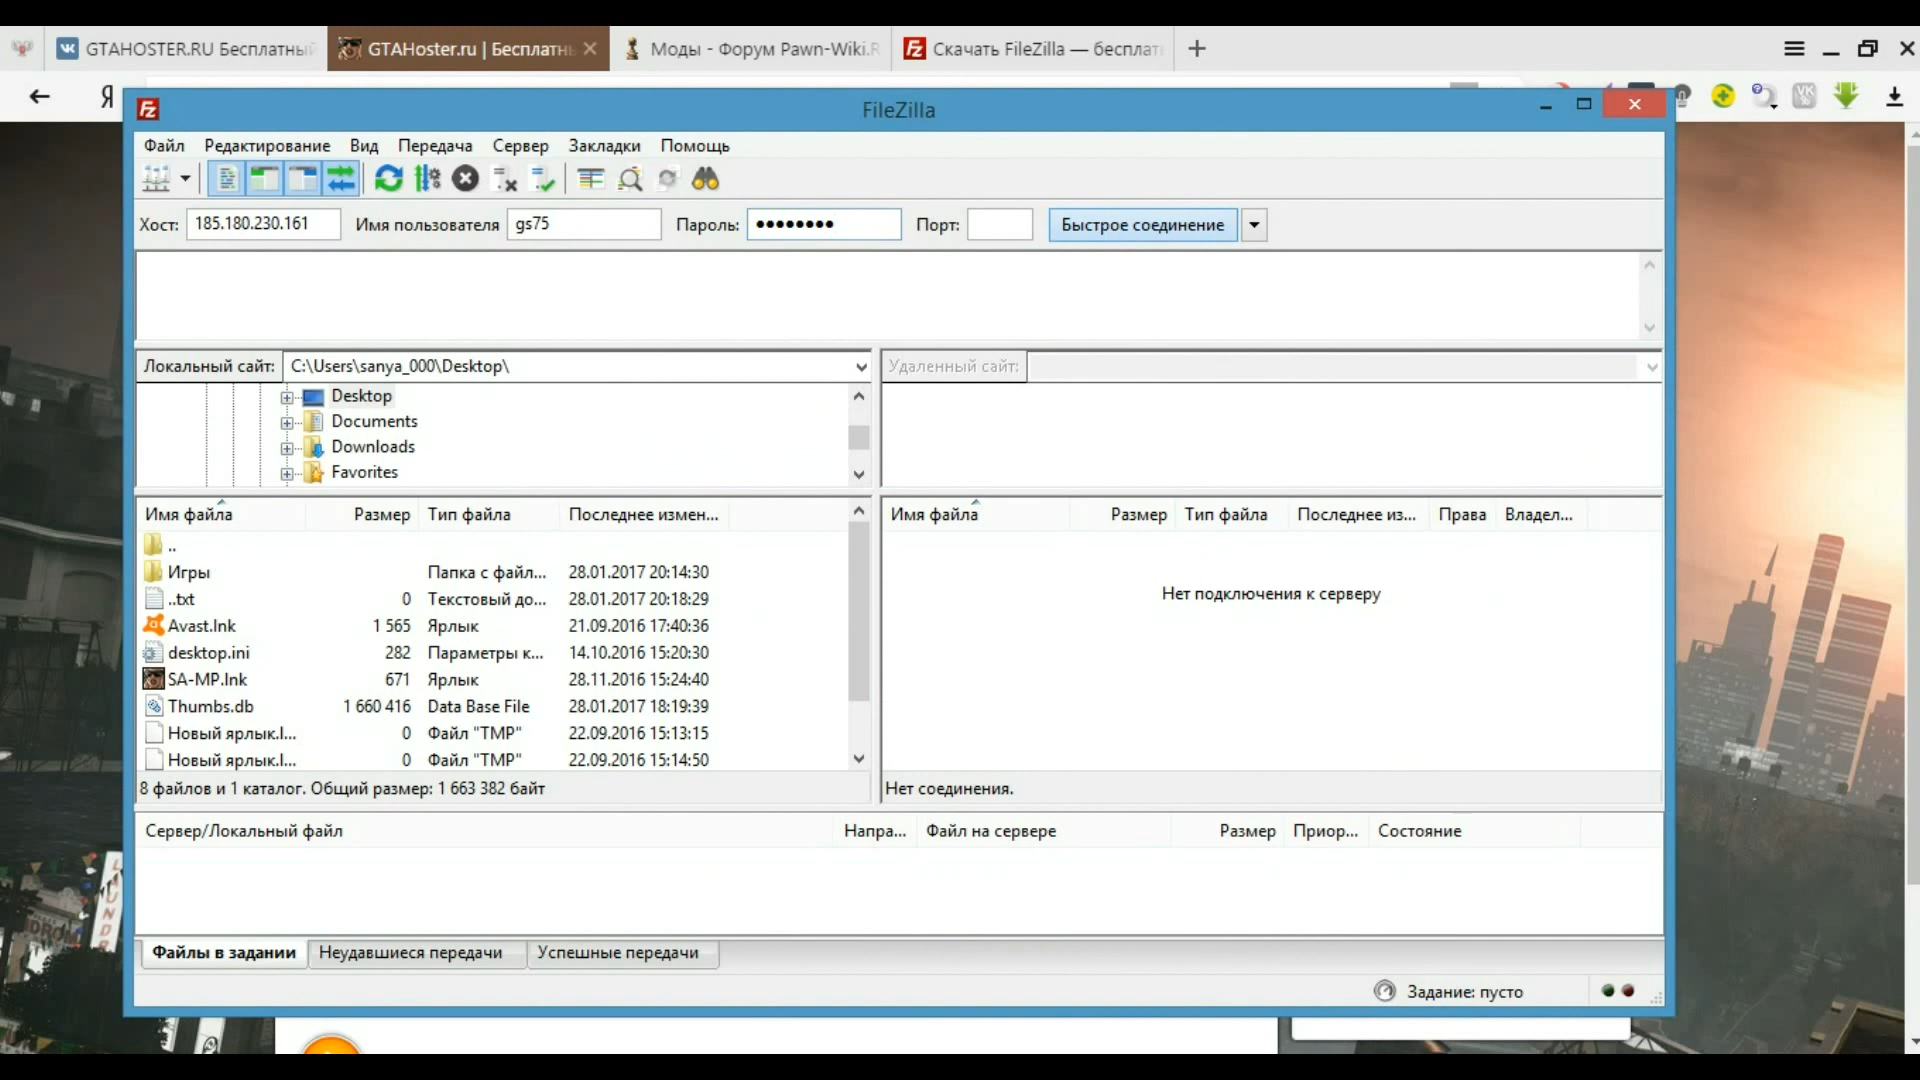 GTAHOSTER.RU Бесплатный
GTAHoster.ru | Бесплатны
Моды - Форум Pawn-Wiki.R
Скачать FileZilla — бесплат
Я
FileZilla
Файл Редактирование Вид Передача Сервер Закладки Помощь
Хост: 185.180.230.161 Имя пользователя gs75 Пароль: ●●●●●●●● Порт: Быстрое соединение
Локальный сайт: C:\Users\sanya_000\Desktop\
Удаленный сайт:
Desktop
Documents
Downloads
Favorites
Имя файла Размер Тип файла Последнее измен...
..
Игры Папка с файл... 28.01.2017 20:14:30
..txt 0 Текстовый до... 28.01.2017 20:18:29
Avast.lnk 1 565 Ярлык 21.09.2016 17:40:36
desktop.ini 282 Параметры к... 14.10.2016 15:20:30
SA-MP.lnk 671 Ярлык 28.11.2016 15:24:40
Thumbs.db 1 660 416 Data Base File 28.01.2017 18:19:39
Новый ярлык.l... 0 Файл "TMP" 22.09.2016 15:13:15
Новый ярлык.l... 0 Файл "TMP" 22.09.2016 15:14:50
8 файлов и 1 каталог. Общий размер: 1 663 382 байт
Имя файла Размер Тип файла Последнее из... Права Владел...
Нет подключения к серверу
Нет соединения.
Сервер/Локальный файл Напра... Файл на сервере Размер Приор... Состояние
Файлы в задании Неудавшиеся передачи Успешные передачи
Задание: пусто